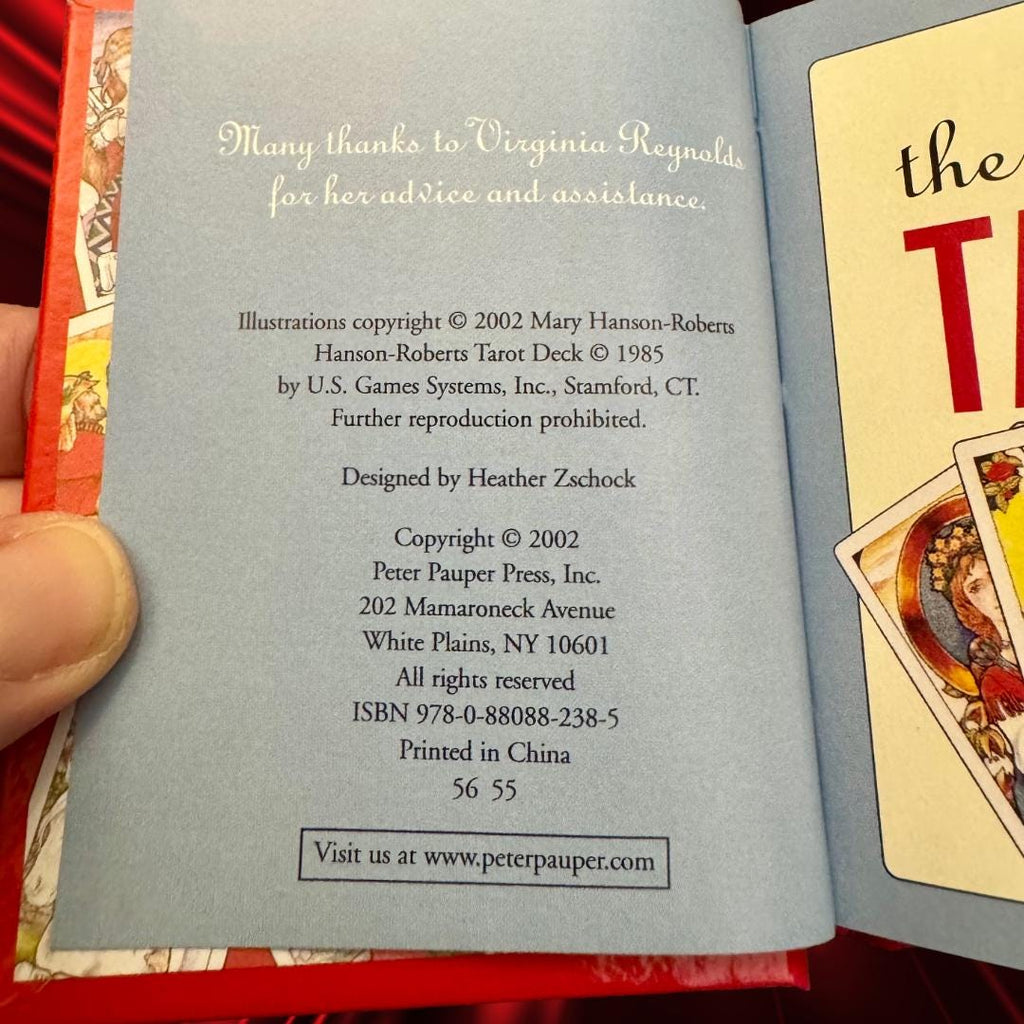 Many thanks to Virginia Reynolds
for her advice and assistance.
Illustrations copyright © 2002 Mary Hanson-Roberts
Hanson-Roberts Tarot Deck © 1985
by U.S. Games Systems, Inc., Stamford, CT.
Further reproduction prohibited.
Designed by Heather Zschock
Copyright © 2002
Peter Pauper Press, Inc.
202 Mamaroneck Avenue
White Plains, NY 10601
All rights reserved
ISBN 978-0-88088-238-5
Printed in China
56 55
Visit us at www.peterpauper.com
the